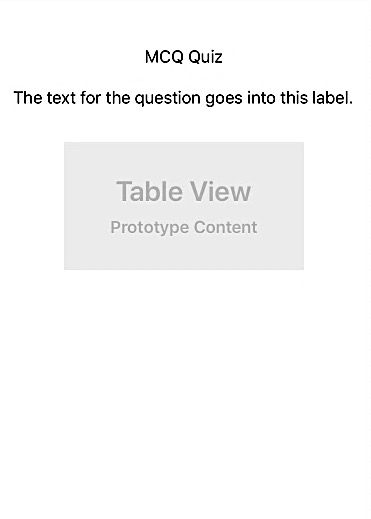 MCQ Quiz
The text for the question goes into this label.
Table View
Prototype Content